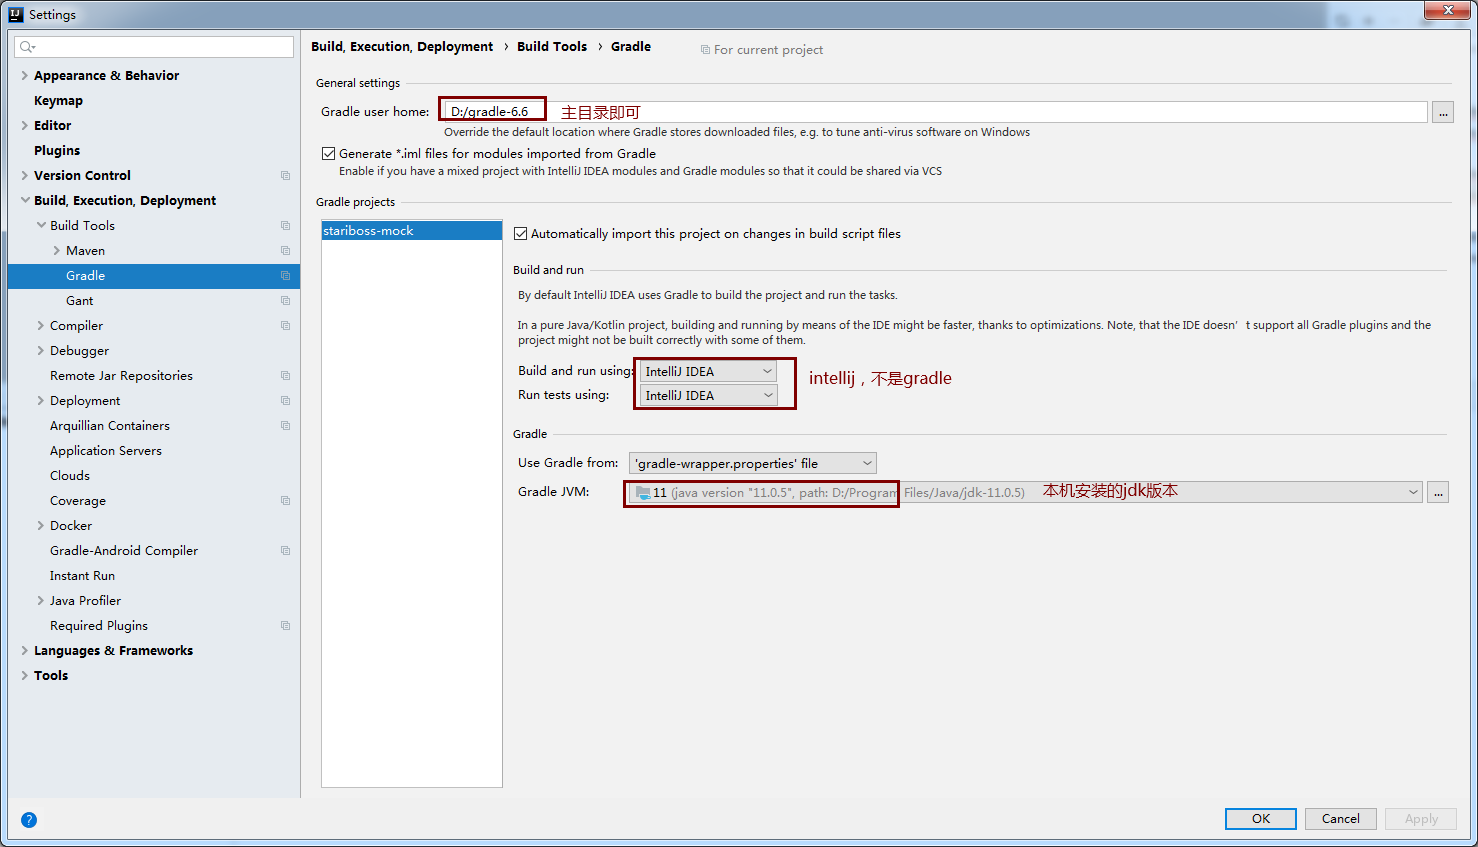 Settings
Build, Execution, Deployment › Build Tools › Gradle For current project
Appearance & Behavior
Keymap
Editor
Plugins
Version Control
Build, Execution, Deployment
Build Tools
Maven
Gradle
Gant
Compiler
Debugger
Remote Jar Repositories
Deployment
Arquillian Containers
Application Servers
Clouds
Coverage
Docker
Gradle-Android Compiler
Instant Run
Java Profiler
Required Plugins
Languages & Frameworks
Tools
General settings
Gradle user home: D:/gradle-6.6 主目录即可 ...
Override the default location where Gradle stores downloaded files, e.g. to tune anti-virus software on Windows
Generate *.iml files for modules imported from Gradle
Enable if you have a mixed project with IntelliJ IDEA modules and Gradle modules so that it could be shared via VCS
Gradle projects
stariboss-mock
Automatically import this project on changes in build script files
Build and run
By default IntelliJ IDEA uses Gradle to build the project and run the tasks.
In a pure Java/Kotlin project, building and running by means of the IDE might be faster, thanks to optimizations. Note, that the IDE doesn't support all Gradle plugins and the
project might not be built correctly with some of them.
Build and run using: IntelliJ IDEA
intellij，不是gradle
Run tests using: IntelliJ IDEA
Gradle
Use Gradle from: 'gradle-wrapper.properties' file
Gradle JVM: 11 (java version "11.0.5", path: D:/Program Files/Java/jdk-11.0.5) 本机安装的jdk版本 ...
?
OK Cancel Apply